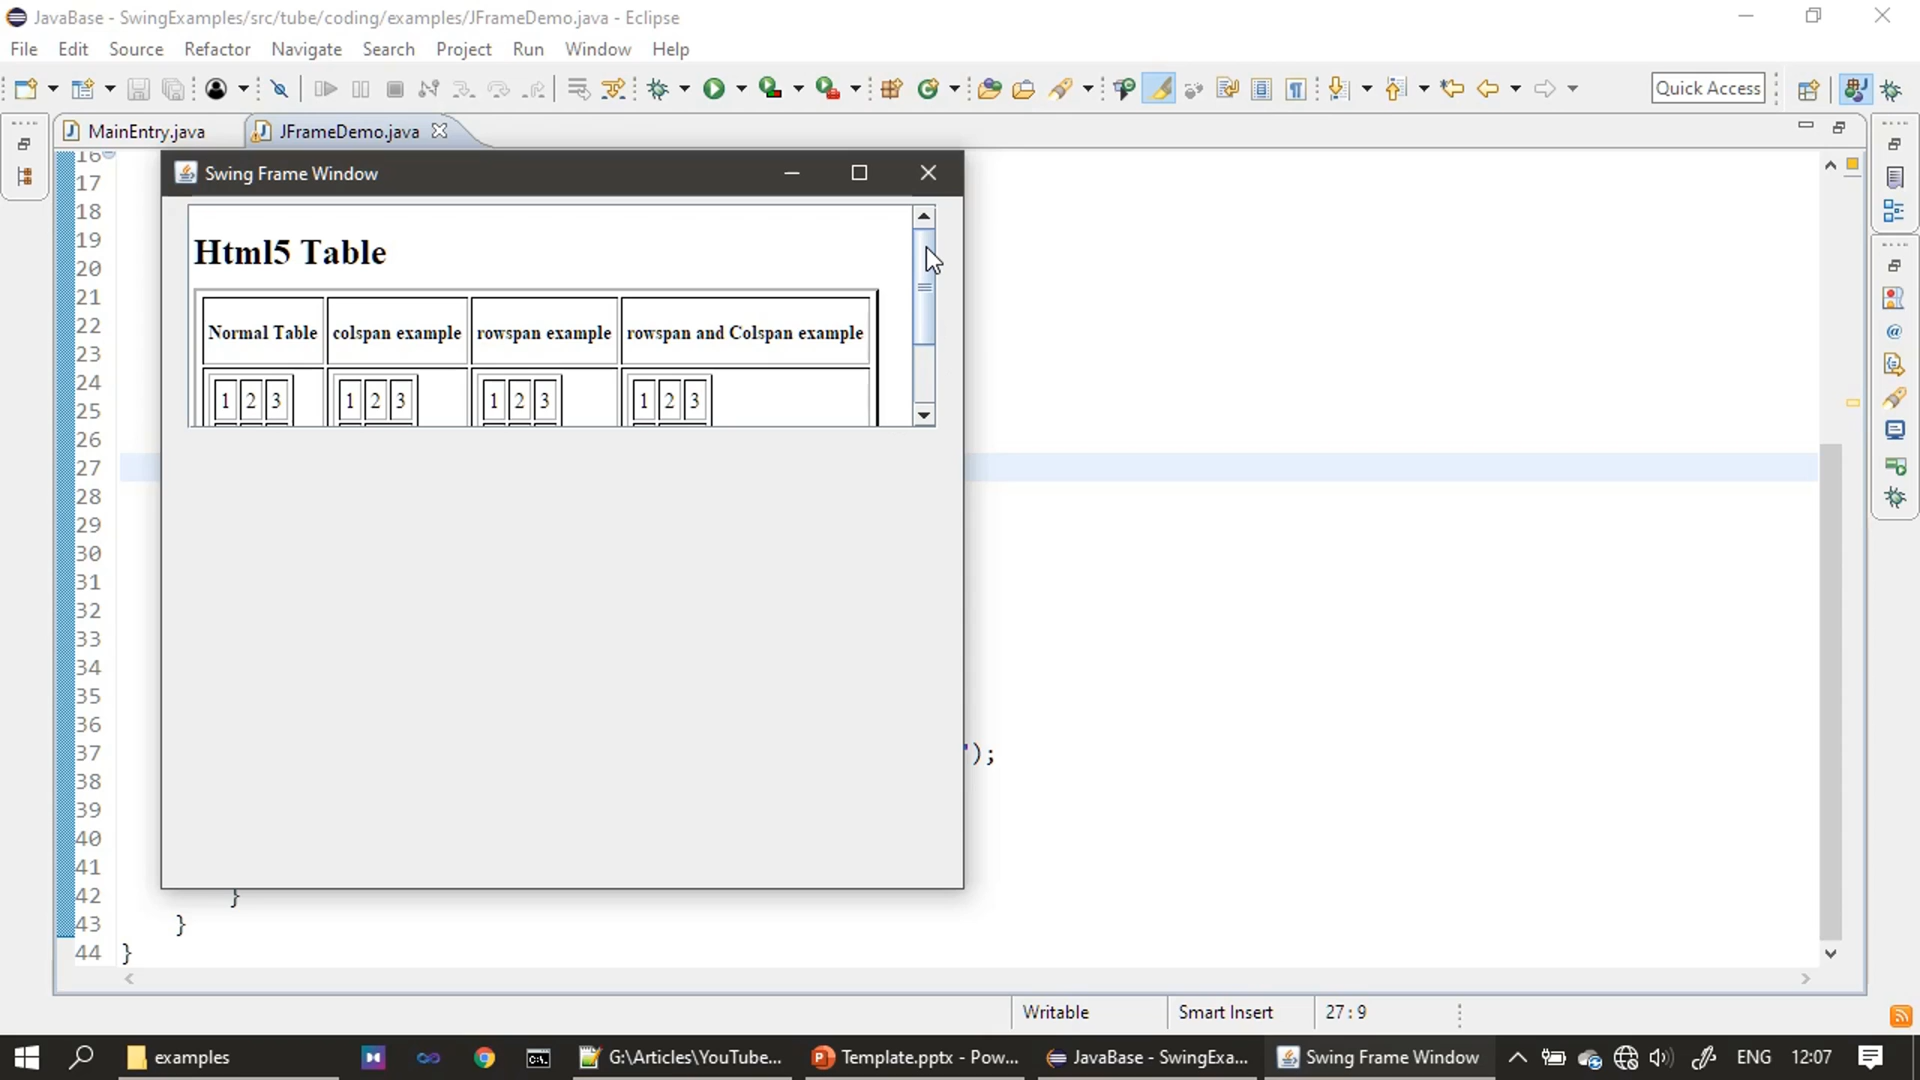 JavaBase - SwingExamples/src/tube/coding/examples/JFrameDemo.java - Eclipse
File Edit Source Refactor Navigate Search Project Run Window Help
Quick Access
MainEntry.java JFrameDemo.java
Swing Frame Window
Html5 Table
Normal Table colspan example rowspan example rowspan and Colspan example
1 2 3 1 2 3 1 2 3 1 2 3
16
17
18
19
20
21
22
23
24
25
26
27
28
29
30
31
32
33
34
35
36
37 ");
38
39
40
41
42 }
43 }
44 }
Writable Smart Insert 27 : 9
examples G:\Articles\YouTube... Template.pptx - Pow... JavaBase - SwingExa... Swing Frame Window ENG 12:07